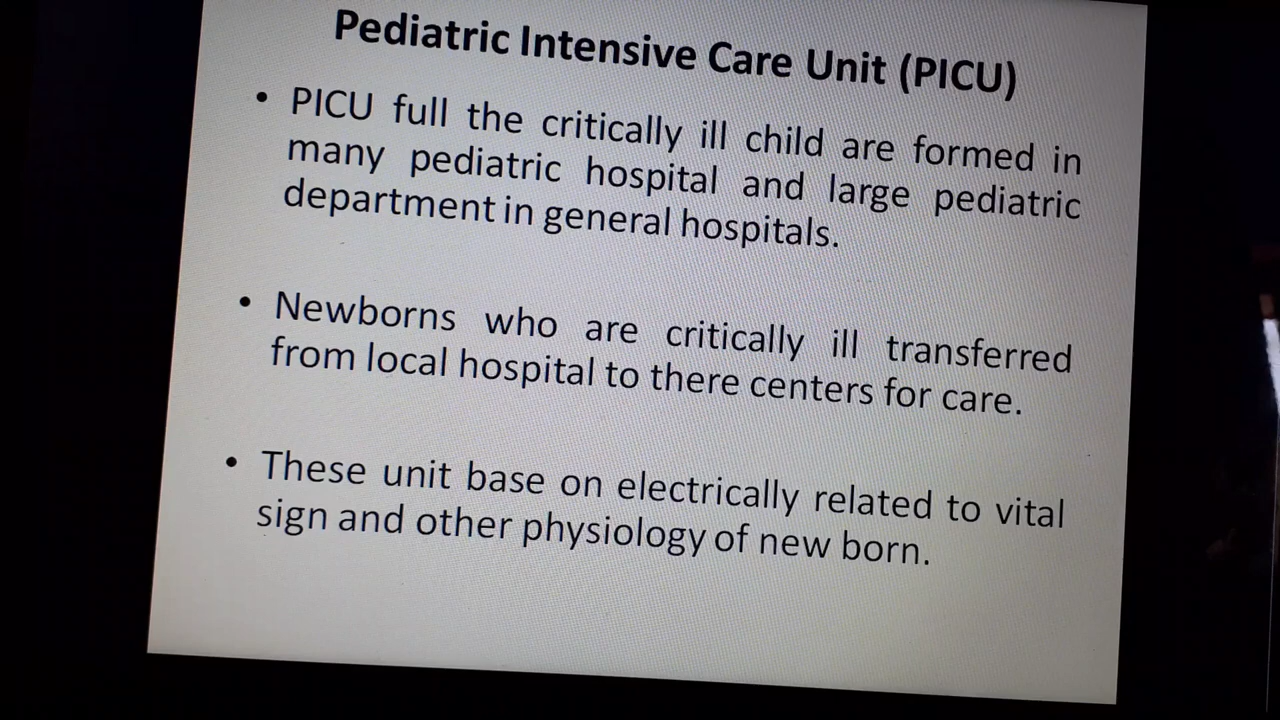 Pediatric Intensive Care Unit (PICU)
• PICU full the critically ill child are formed in
many pediatric hospital and large pediatric
department in general hospitals.
• Newborns who are critically ill transferred
from local hospital to there centers for care.
• These unit base on electrically related to vital
sign and other physiology of new born.